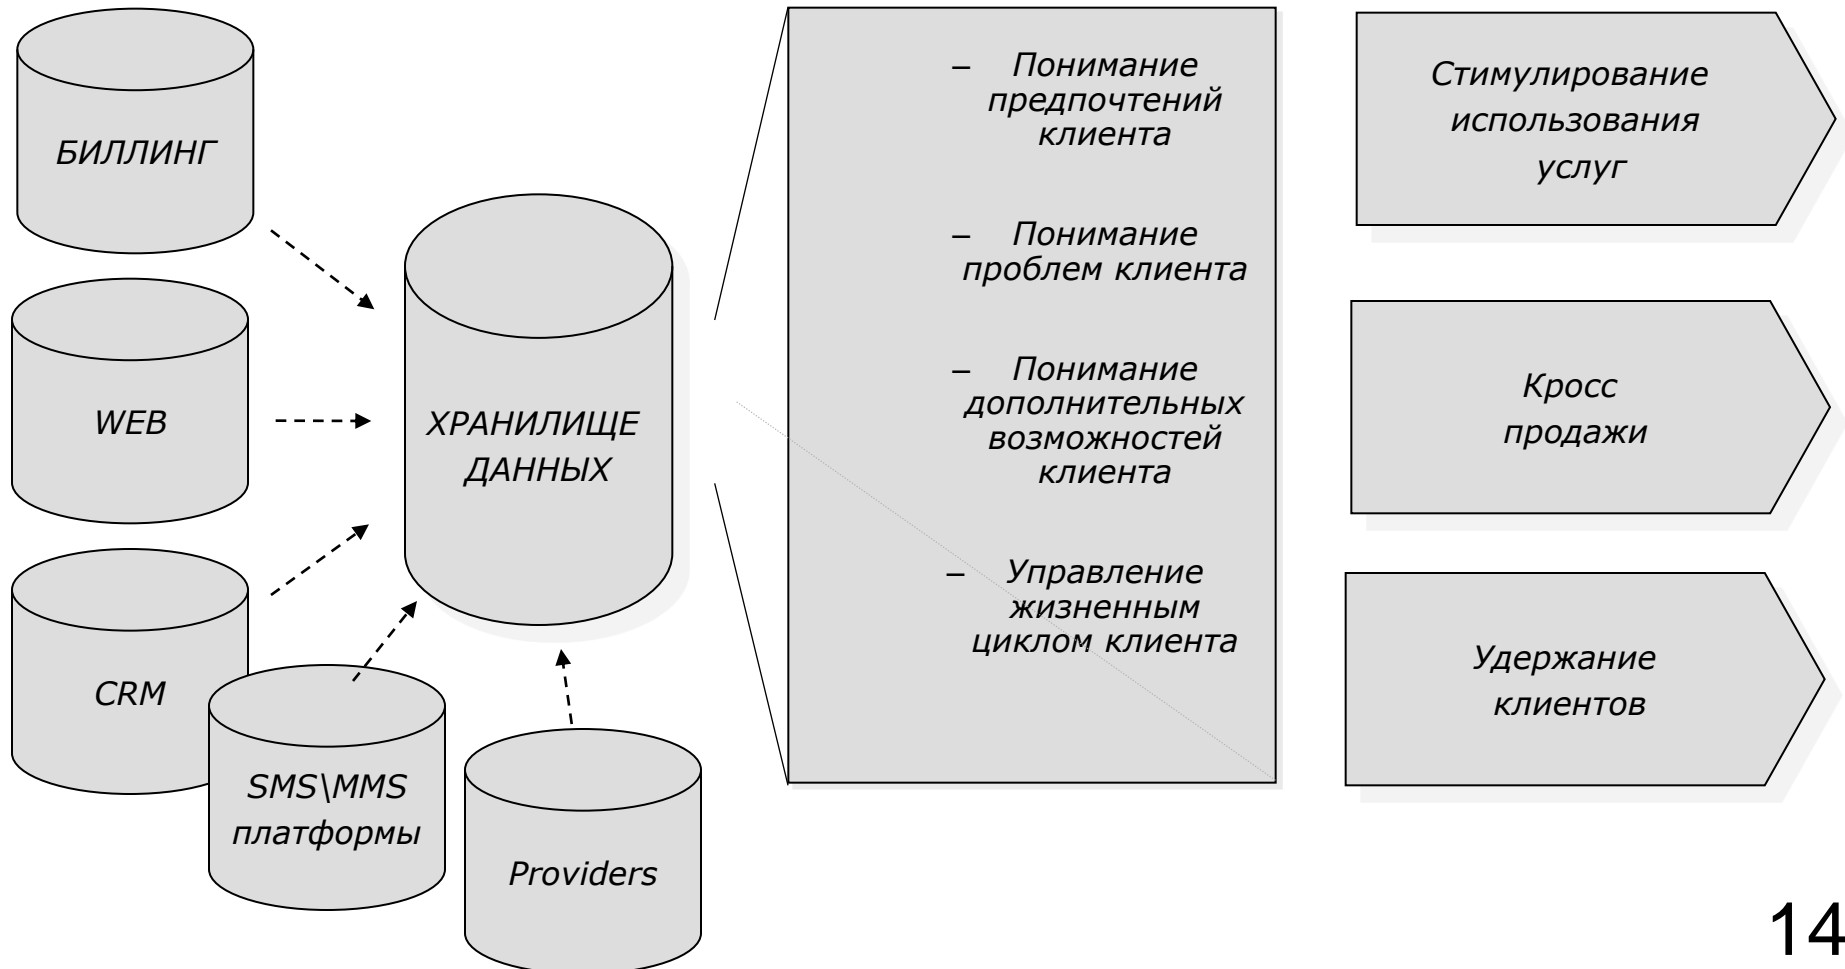 БИЛЛИНГ
WEB
CRM
SMS\MMS
платформы
Providers
ХРАНИЛИЩЕ
ДАННЫХ
– Понимание
предпочтений
клиента
– Понимание
проблем клиента
– Понимание
дополнительных
возможностей
клиента
– Управление
жизненным
циклом клиента
Стимулирование
использования
услуг
Кросс
продажи
Удержание
клиентов
14